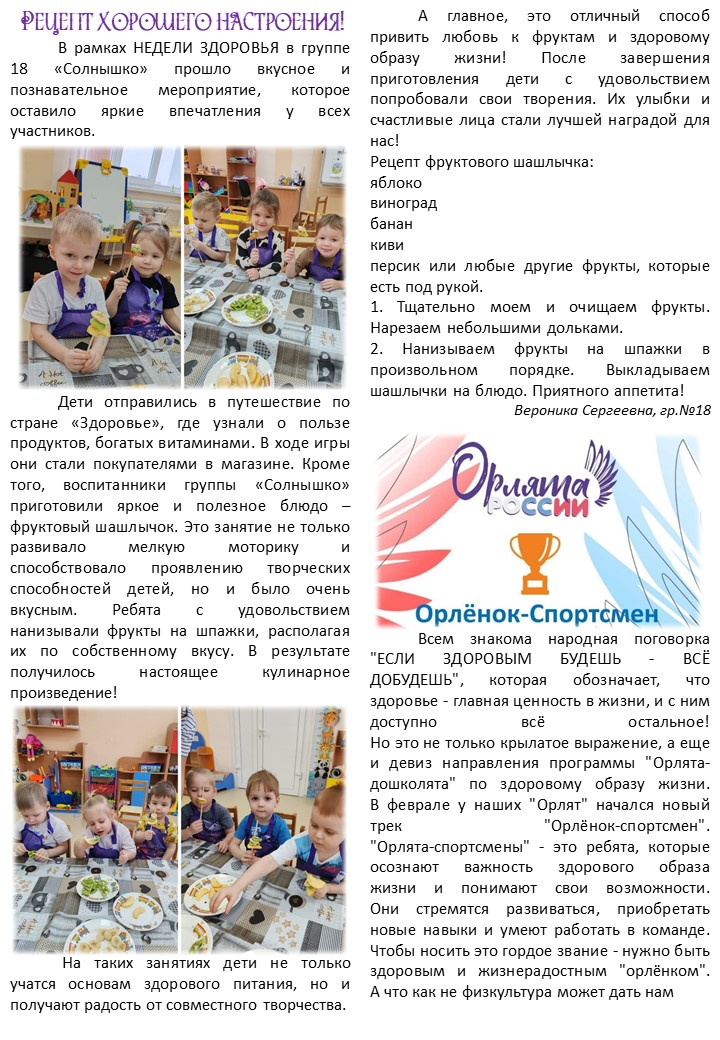 Рецепт хорошего настроения!
В рамках НЕДЕЛИ ЗДОРОВЬЯ в группе
18 «Солнышко» прошло вкусное и
познавательное мероприятие, которое
оставило яркие впечатления у всех
участников.
Дети отправились в путешествие по
стране «Здоровье», где узнали о пользе
продуктов, богатых витаминами. В ходе игры
они стали покупателями в магазине. Кроме
того, воспитанники группы «Солнышко»
приготовили яркое и полезное блюдо –
фруктовый шашлычок. Это занятие не только
развивало мелкую моторику и
способствовало проявлению творческих
способностей детей, но и было очень
вкусным. Ребята с удовольствием
нанизывали фрукты на шпажки, располагая
их по собственному вкусу. В результате
получилось настоящее кулинарное
произведение!
На таких занятиях дети не только
учатся основам здорового питания, но и
получают радость от совместного творчества.
А главное, это отличный способ
привить любовь к фруктам и здоровому
образу жизни! После завершения
приготовления дети с удовольствием
попробовали свои творения. Их улыбки и
счастливые лица стали лучшей наградой для
нас!
Рецепт фруктового шашлычка:
яблоко
виноград
банан
киви
персик или любые другие фрукты, которые
есть под рукой.
1. Тщательно моем и очищаем фрукты.
Нарезаем небольшими дольками.
2. Нанизываем фрукты на шпажки в
произвольном порядке. Выкладываем
шашлычки на блюдо. Приятного аппетита!
Вероника Сергеевна, гр.№18
Орлята
РОССИИ
Орлёнок-Спортсмен
Всем знакома народная поговорка
"ЕСЛИ ЗДОРОВЫМ БУДЕШЬ - ВСЁ
ДОБУДЕШЬ", которая обозначает, что
здоровье - главная ценность в жизни, и с ним
доступно всё остальное!
Но это не только крылатое выражение, а еще
и девиз направления программы "Орлята-
дошколята" по здоровому образу жизни.
В феврале у наших "Орлят" начался новый
трек "Орлёнок-спортсмен".
"Орлята-спортсмены" - это ребята, которые
осознают важность здорового образа
жизни и понимают свои возможности.
Они стремятся развиваться, приобретать
новые навыки и умеют работать в команде.
Чтобы носить это гордое звание - нужно быть
здоровым и жизнерадостным "орлёнком".
А что как не физкультура может дать нам